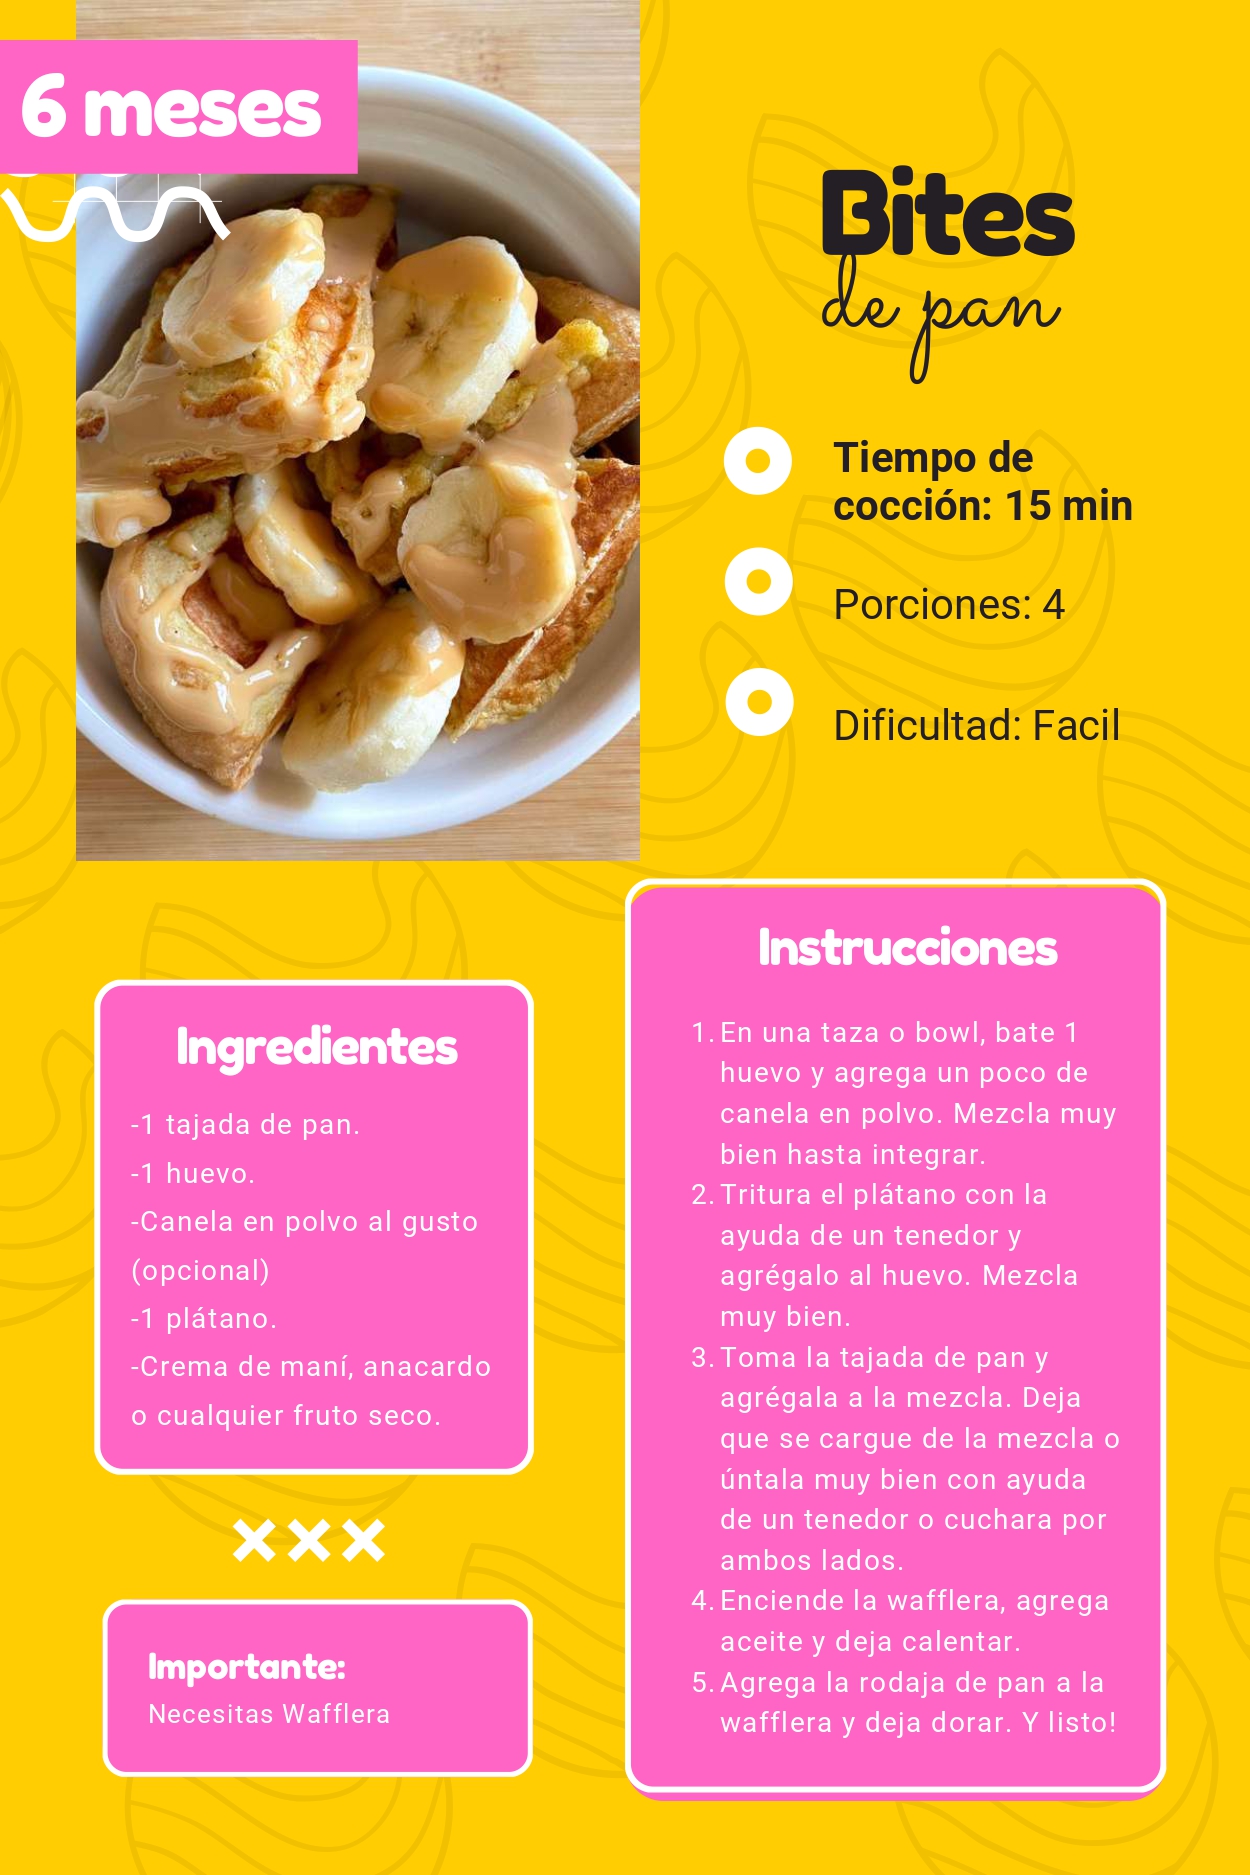 6 meses
Bites
de pan
Tiempo de
cocción: 15 min
Porciones: 4
Dificultad: Facil
Ingredientes
-1 tajada de pan.
-1 huevo.
-Canela en polvo al gusto
(opcional)
-1 plátano.
-Crema de maní, anacardo
o cualquier fruto seco.
Importante:
Necesitas Wafflera
Instrucciones
1. En una taza o bowl, bate 1
huevo y agrega un poco de
canela en polvo. Mezcla muy
bien hasta integrar.
2. Tritura el plátano con la
ayuda de un tenedor y
agrégalo al huevo. Mezcla
muy bien.
3. Toma la tajada de pan y
agrégala a la mezcla. Deja
que se cargue de la mezcla o
úntala muy bien con ayuda
de un tenedor o cuchara por
ambos lados.
4. Enciende la wafflera, agrega
aceite y deja calentar.
5. Agrega la rodaja de pan a la
wafflera y deja dorar. Y listo!